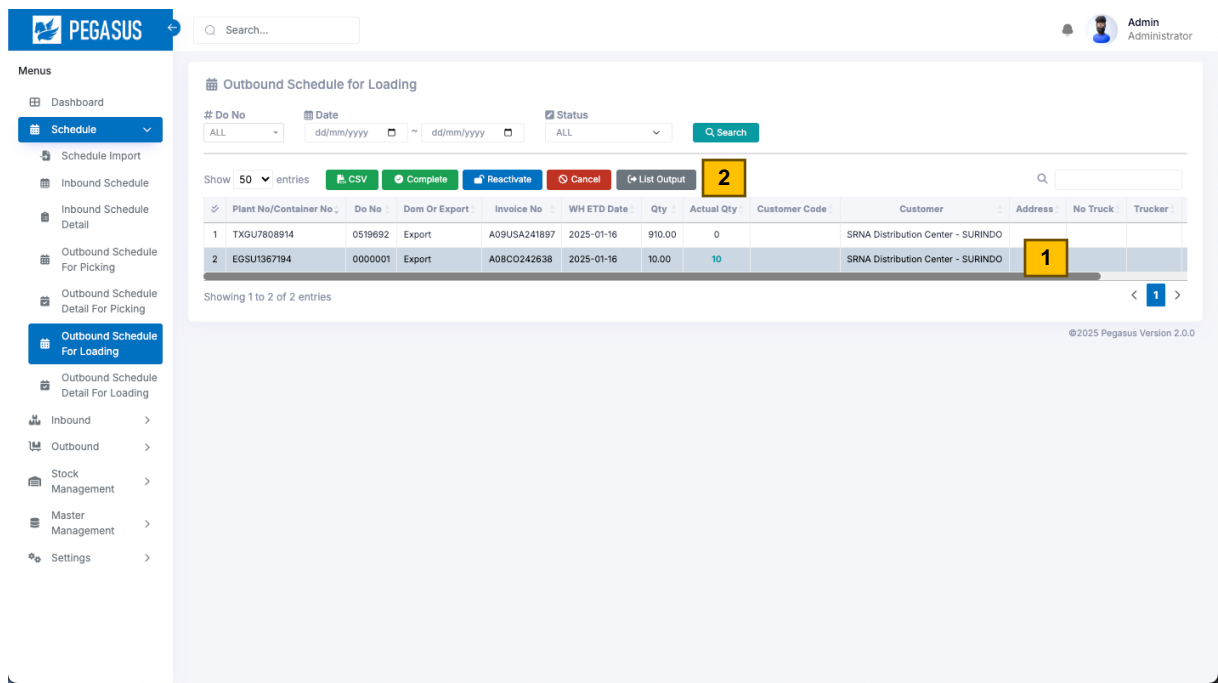 PEGASUS
Search...
Admin
Administrator
Menus
Dashboard
Schedule
Schedule Import
Inbound Schedule
Inbound Schedule
Detail
Outbound Schedule
For Picking
Outbound Schedule
Detail For Picking
Outbound Schedule
For Loading
Outbound Schedule
Detail For Loading
Inbound
Outbound
Stock
Management
Master
Management
Settings
Outbound Schedule for Loading
# Do No Date Status
ALL dd/mm/yyyy ~ dd/mm/yyyy ALL Search
Show 50 entries CSV Complete Reactivate Cancel List Output 2
Plant No/Container No Do No Dom Or Export Invoice No WH ETD Date Qty Actual Qty Customer Code Customer Address No Truck Trucker
1 TXGU7808914 0519692 Export A09USA241897 2025-01-16 910.00 0 SRNA Distribution Center - SURINDO
2 EGSU1367194 0000001 Export A08CO242638 2025-01-16 10.00 10 SRNA Distribution Center - SURINDO 1
Showing 1 to 2 of 2 entries < 1 >
©2025 Pegasus Version 2.0.0